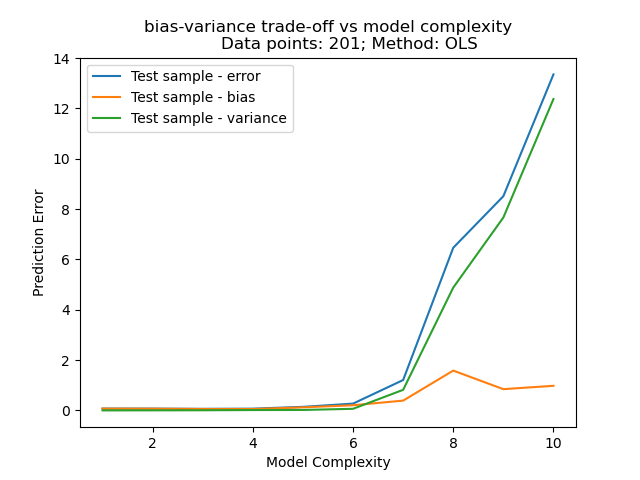 bias-variance trade-off vs model complexity
Data points: 201; Method: OLS
Test sample - error
Test sample - bias
Test sample - variance
14
12
10
8
6
4
2
0
Prediction Error
2
4
6
8
10
Model Complexity